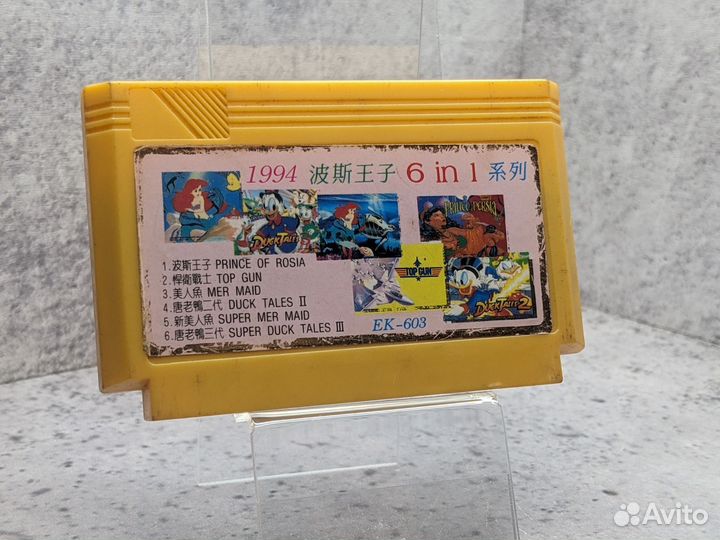 1994 波斯王子 6 in 1 系列
DUCKTALES
PRINCE OF PERSIA
TOP GUN
DUCKTALES 2
1.波斯王子 PRINCE OF ROSIA
2.悍衛戰士 TOP GUN
3.美人魚 MER MAID
4.唐老鴨二代 DUCK TALES II
5.新美人魚 SUPER MER MAID
6.唐老鴨三代 SUPER DUCK TALES III
EK-603
Avito